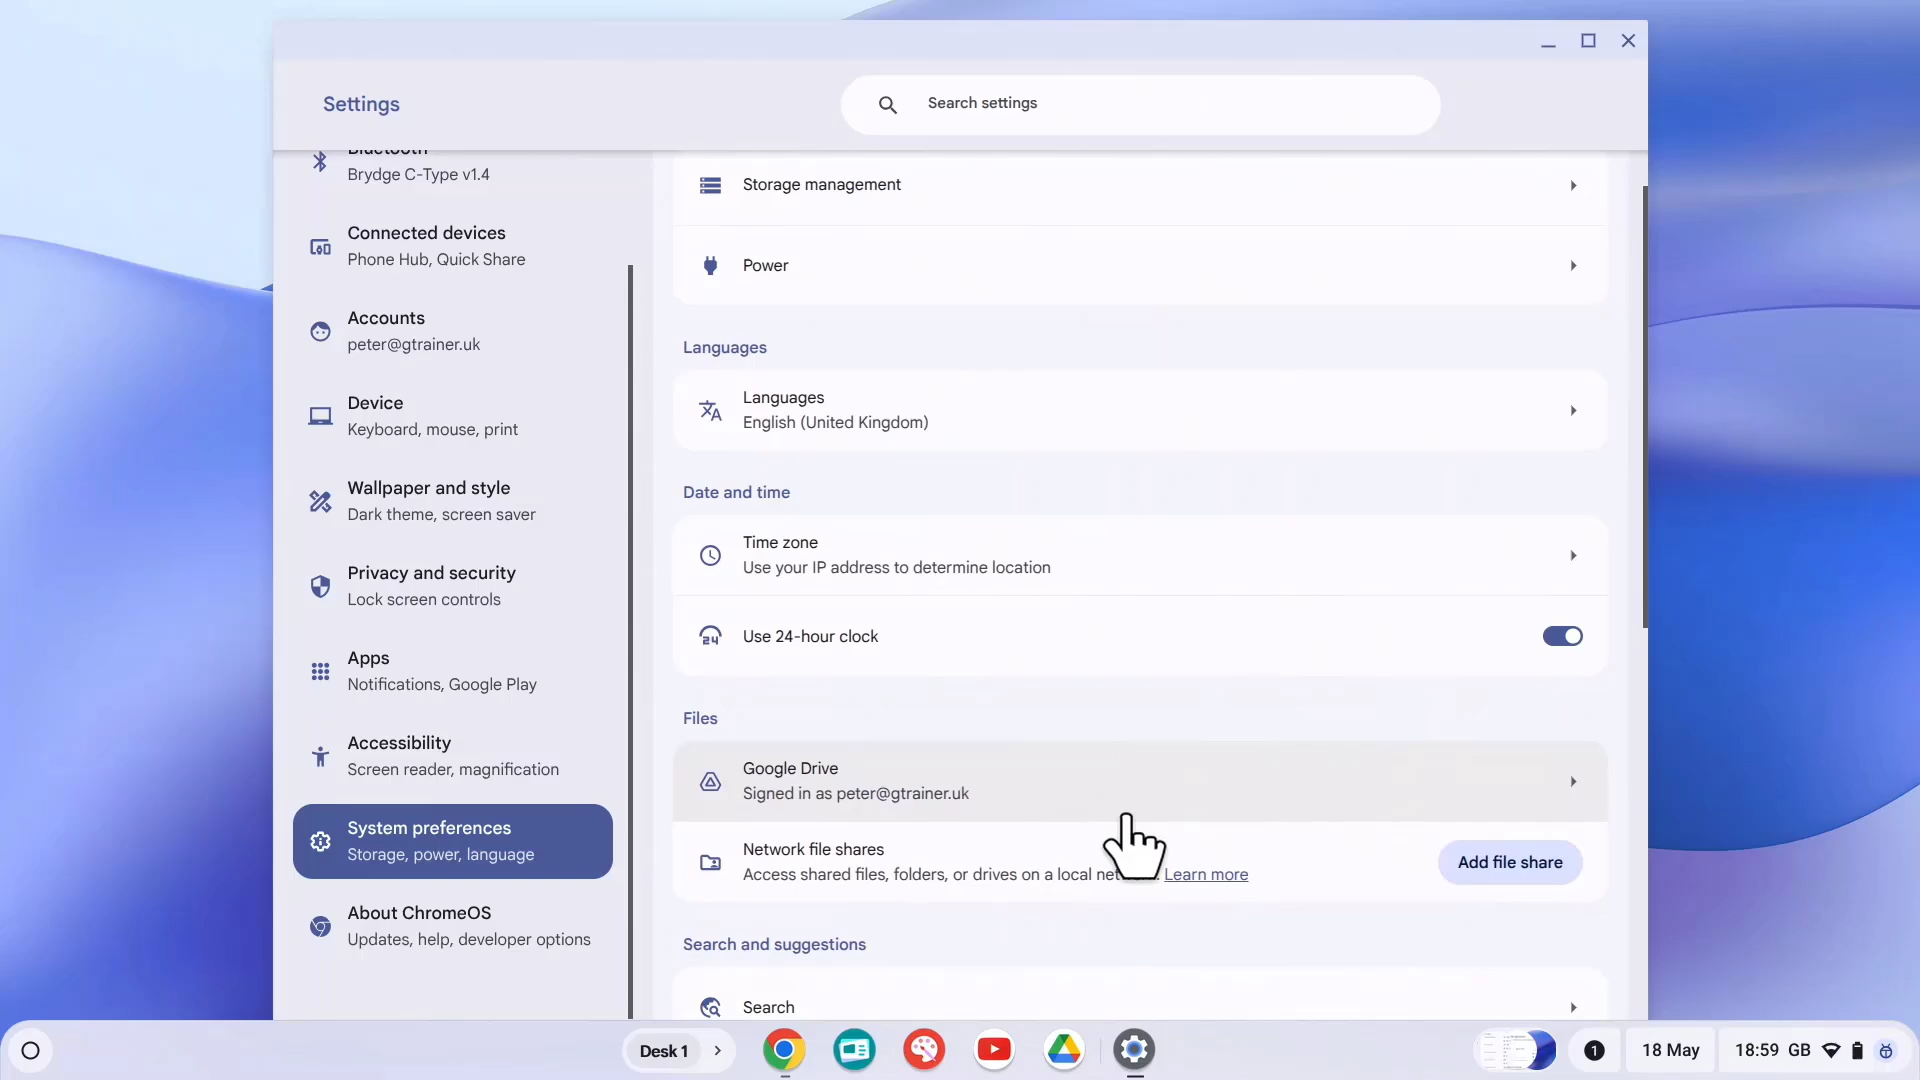 Settings
Search settings
Bluetooth
Brydge C-Type v1.4
Connected devices
Phone Hub, Quick Share
Accounts
peter@gtrainer.uk
Device
Keyboard, mouse, print
Wallpaper and style
Dark theme, screen saver
Privacy and security
Lock screen controls
Apps
Notifications, Google Play
Accessibility
Screen reader, magnification
System preferences
Storage, power, language
About ChromeOS
Updates, help, developer options
Storage management
Power
Languages
Languages
English (United Kingdom)
Date and time
Time zone
Use your IP address to determine location
24
Use 24-hour clock
Files
Google Drive
Signed in as peter@gtrainer.uk
Network file shares
Access shared files, folders, or drives on a local Learn more
Add file share
Search and suggestions
Search
Desk 1
1
18 May
18:59 GB